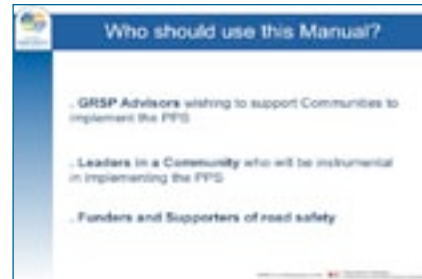 Who should use this Manual?
. GRSP Advisors wishing to support Communities to
implement the PPS
. Leaders in a Community who will be instrumental
in implementing the PPS
. Funders and Supporters of road safety